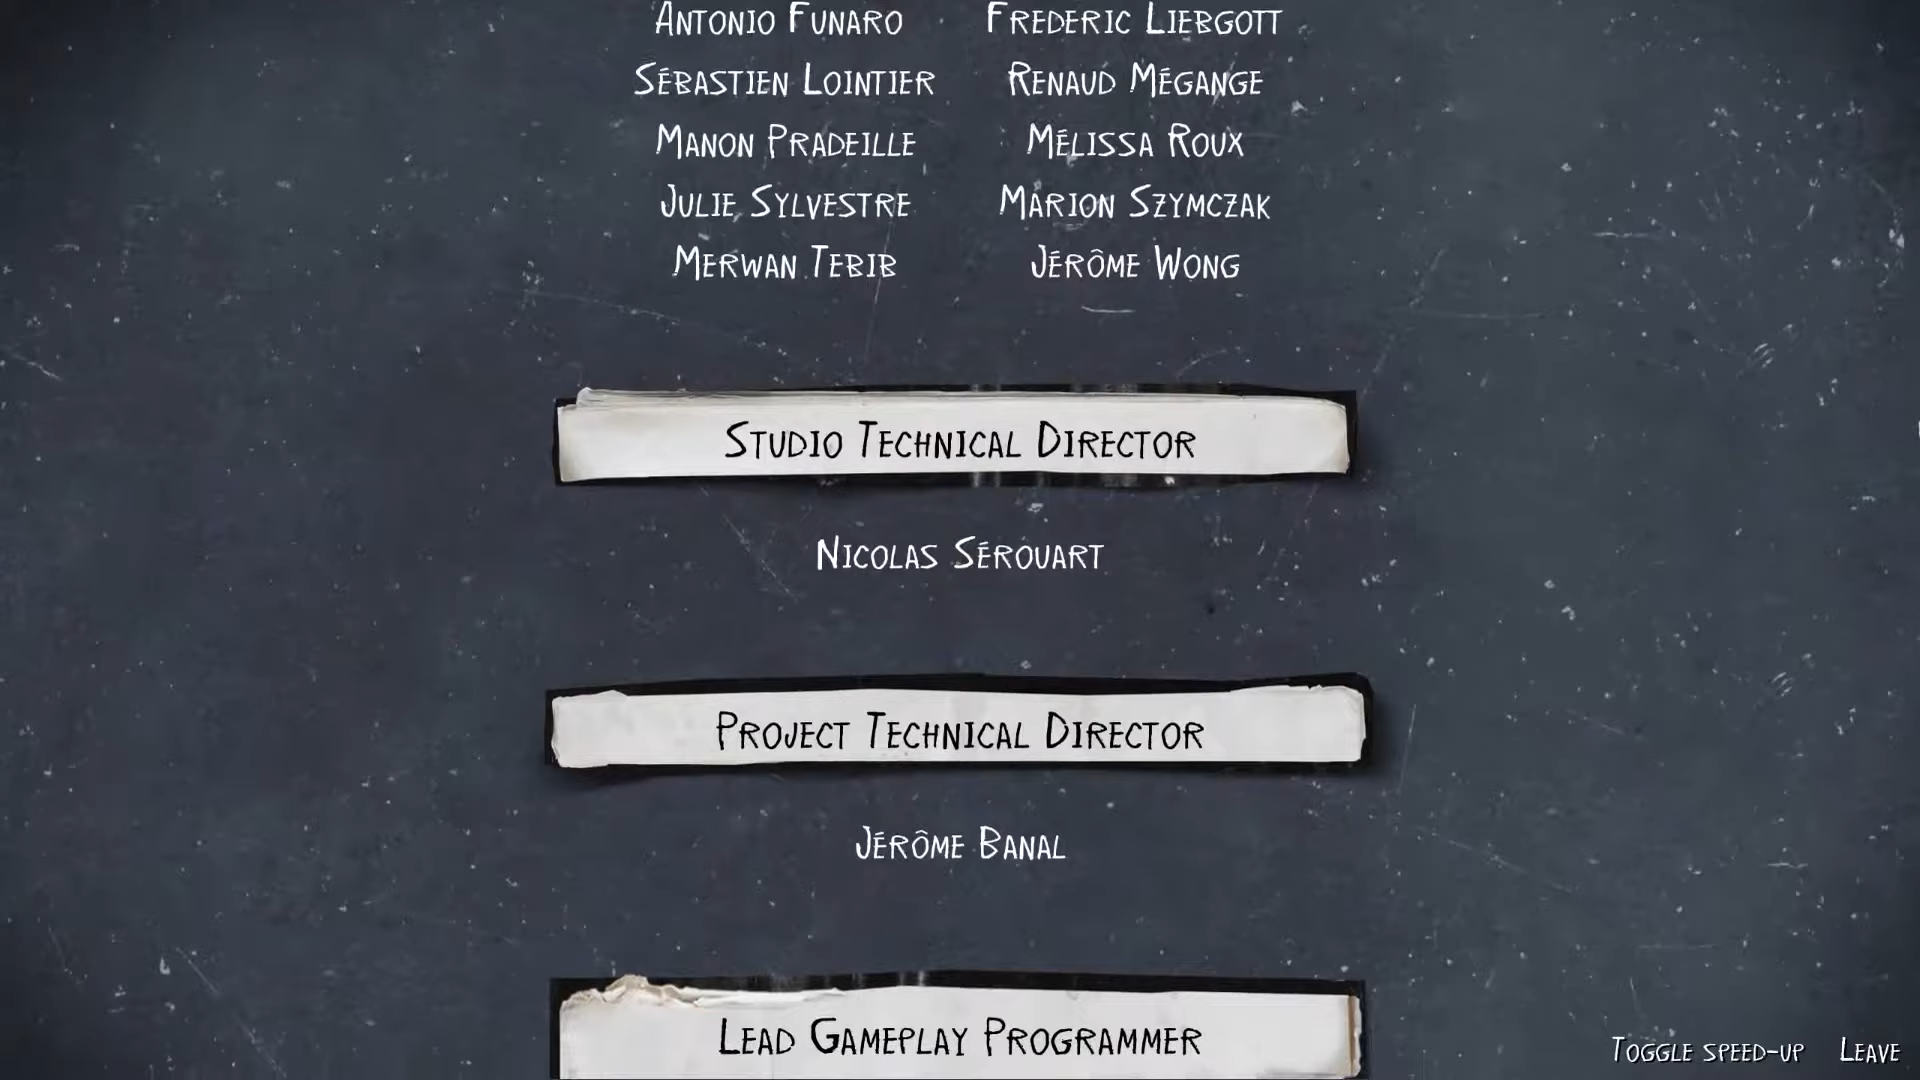 Antonio Funaro Frederic Liebgott
Sébastien Lointier Renaud Mégange
Manon Pradeille Mélissa Roux
Julie Sylvestre Marion Szymczak
Merwan Tebib Jérôme Wong
Studio Technical Director
Nicolas Sérouart
Project Technical Director
Jérôme Banal
Lead Gameplay Programmer
Toggle speed-up Leave